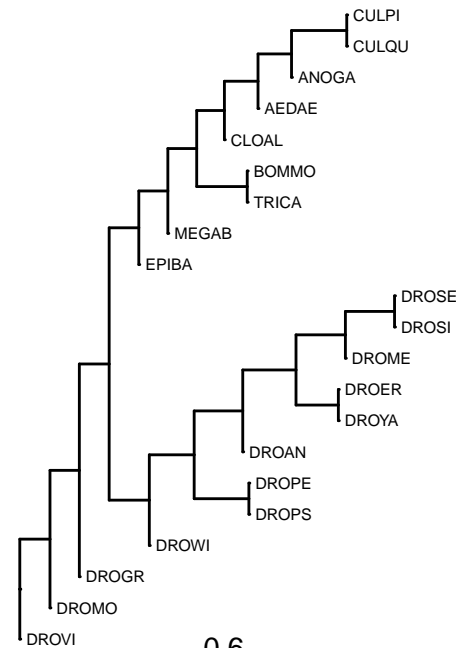 CULPI
CULQU
ANOGA
AEDAE
CLOAL
BOMMO
TRICA
MEGAB
EPIBA
DROSE
DROSI
DROME
DROER
DROYA
DROAN
DROPE
DROPS
DROWI
DROGR
DROMO
DROVI
0.6